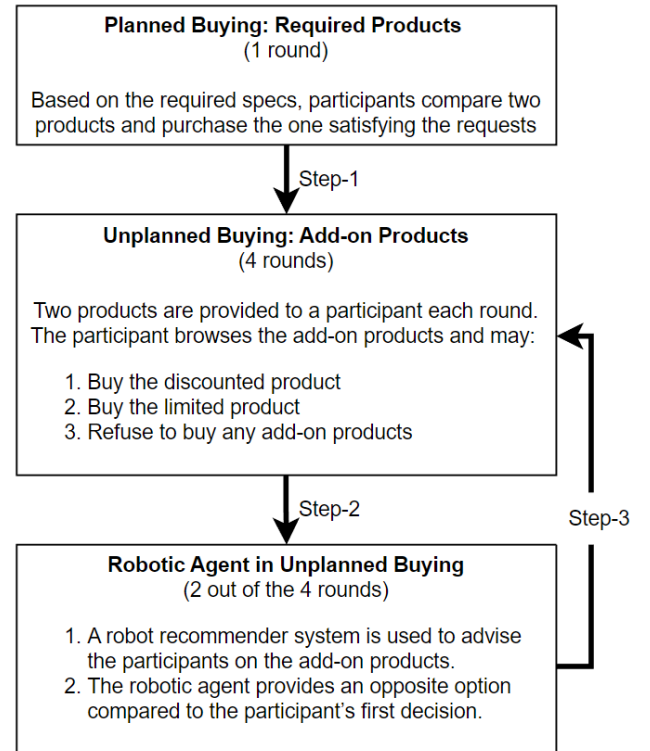 Planned Buying: Required Products
(1 round)
Based on the required specs, participants compare two
products and purchase the one satisfying the requests
Step-1
Unplanned Buying: Add-on Products
(4 rounds)
Two products are provided to a participant each round.
The participant browses the add-on products and may:
1. Buy the discounted product
2. Buy the limited product
3. Refuse to buy any add-on products
Step-2
Step-3
Robotic Agent in Unplanned Buying
(2 out of the 4 rounds)
1. A robot recommender system is used to advise
the participants on the add-on products.
2. The robotic agent provides an opposite option
compared to the participant's first decision.